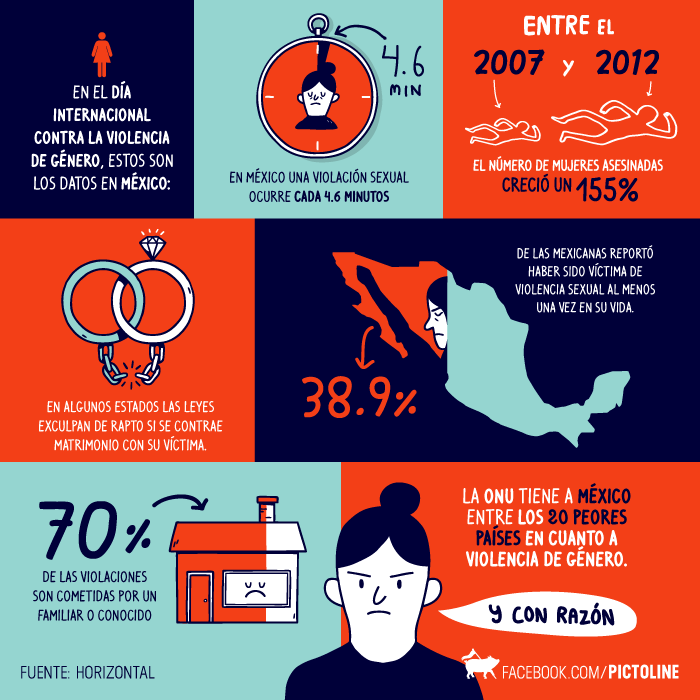 EN EL DÍA
INTERNACIONAL
CONTRA LA VIOLENCIA
DE GÉNERO, ESTOS SON
LOS DATOS EN MÉXICO:
4.6
MIN
EN MÉXICO UNA VIOLACIÓN SEXUAL
OCURRE CADA 4.6 MINUTOS
ENTRE EL
2007 Y 2012
EL NÚMERO DE MUJERES ASESINADAS
CRECIÓ UN 155%
EN ALGUNOS ESTADOS LAS LEYES
EXCULPAN DE RAPTO SI SE CONTRAE
MATRIMONIO CON SU VÍCTIMA.
38.9%
DE LAS MEXICANAS REPORTÓ
HABER SIDO VÍCTIMA DE
VIOLENCIA SEXUAL AL MENOS
UNA VEZ EN SU VIDA.
70%
DE LAS VIOLACIONES
SON COMETIDAS POR UN
FAMILIAR O CONOCIDO
LA ONU TIENE A MÉXICO
ENTRE LOS 20 PEORES
PAÍSES EN CUANTO A
VIOLENCIA DE GÉNERO.
Y CON RAZÓN
FUENTE: HORIZONTAL
FACEBOOK.COM/PICTOLINE